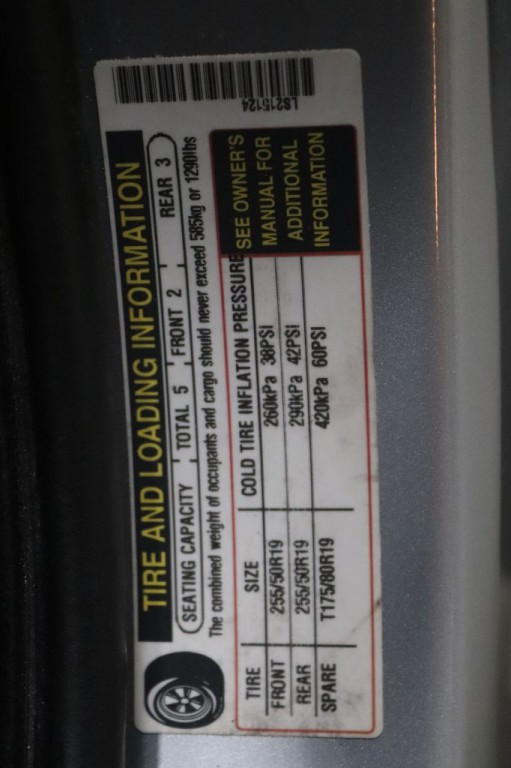 TIRE AND LOADING INFORMATION
SEATING CAPACITY TOTAL 5 FRONT 2 REAR 3
The combined weight of occupants and cargo should never exceed 585kg or 1290lbs
TIRE SIZE COLD TIRE INFLATION PRESSURE
FRONT 255/50R19 260kPa 38PSI
REAR 255/50R19 290kPa 42PSI
SPARE T175/80R19 420kPa 60PSI
SEE OWNER'S
MANUAL FOR
ADDITIONAL
INFORMATION
LS215124